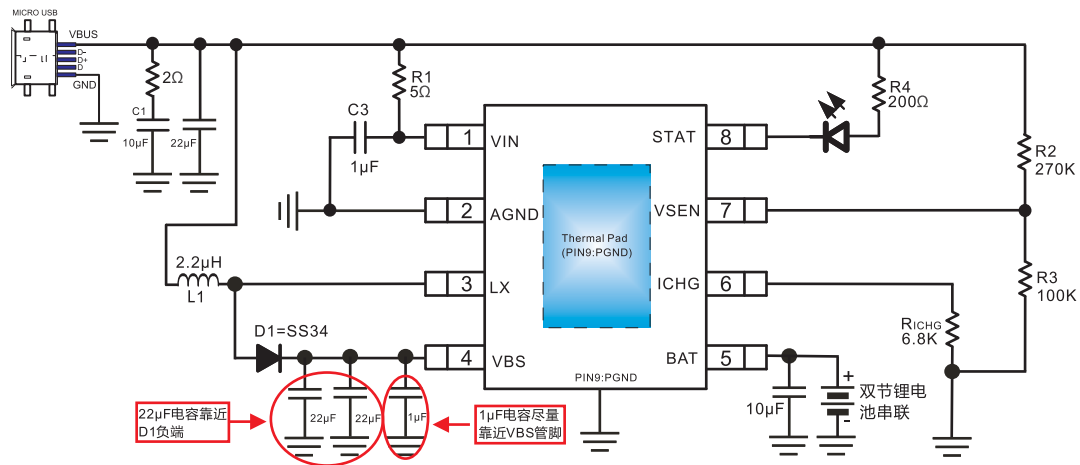 MICRO USB
VBUS
D-
D+
D
GND
2Ω
C1
10μF
22μF
R1
5Ω
C3
1μF
R4
200Ω
R2
270K
R3
100K
1
VIN
2
AGND
3
LX
4
VBS
STAT
8
VSEN
7
ICHG
6
BAT
5
Thermal Pad
(PIN9:PGND)
PIN9:PGND
2.2μH
L1
D1=SS34
22μF
22μF
1μF
22μF电容靠近
D1负端
1μF电容尽量
靠近VBS管脚
RICHG
6.8K
10μF
+
-
双节锂电
池串联